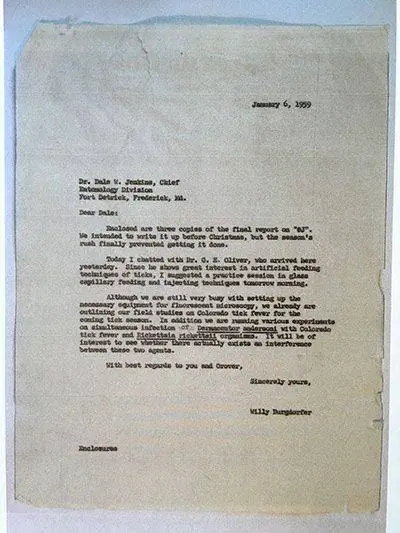 January 6, 1959
Dr. Dale W. Jenkins, Chief
Entomology Division
Fort Detrick, Frederick, Md.
Dear Dale:
Enclosed are three copies of the final report on "8J".
We intended to write it up before Christmas, but the season's
rush finally prevented getting it done.
Today I chatted with Dr. G. H. Oliver, who arrived here
yesterday. Since he shows great interest in artificial feeding
techniques of ticks, I suggested a practice session in glass
capillary feeding and injecting techniques tomorrow morning.
Although we are still very busy with setting up the
necessary equipment for fluorescent microscopy, we already are
outlining our field studies on Colorado tick fever for the
coming tick season. In addition we are running various experiments
on simultaneous infection of Dermacentor andersoni with Colorado
tick fever and Rickettsia rickettsii organisms. It will be of
interest to see whether there actually exists an interference
between these two agents.
With best regards to you and Grover,
Sincerely yours,
Willy Burgdorfer
Enclosures